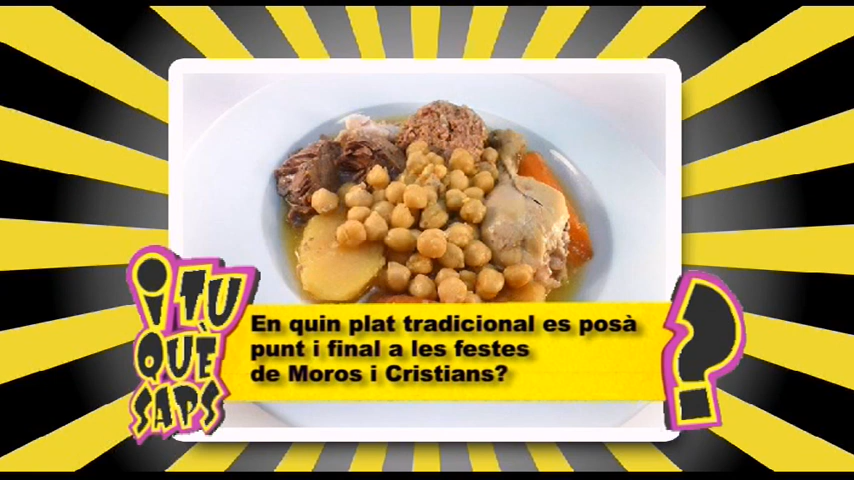 i TU
QUÈ
SAPS
?
En quin plat tradicional es posà
punt i final a les festes
de Moros i Cristians?